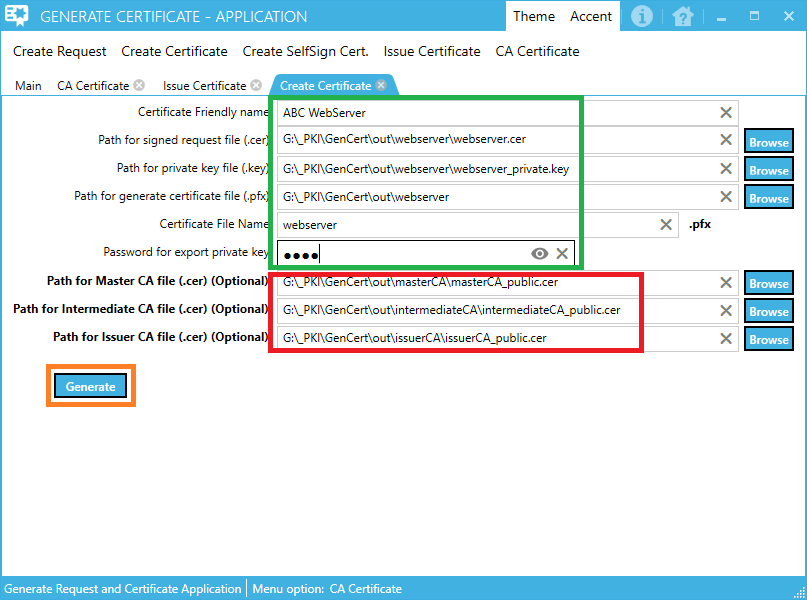 GENERATE CERTIFICATE - APPLICATION
Theme Accent
Create Request Create Certificate Create SelfSign Cert. Issue Certificate CA Certificate
Main CA Certificate Issue Certificate Create Certificate
Certificate Friendly name ABC WebServer
Path for signed request file (.cer) G:\_PKI\GenCert\out\webserver\webserver.cer Browse
Path for private key file (.key) G:\_PKI\GenCert\out\webserver\webserver_private.key Browse
Path for generate certificate file (.pfx) G:\_PKI\GenCert\out\webserver Browse
Certificate File Name webserver .pfx
Password for export private key ●●●●
Path for Master CA file (.cer) (Optional) G:\_PKI\GenCert\out\masterCA\masterCA_public.cer Browse
Path for Intermediate CA file (.cer) (Optional) G:\_PKI\GenCert\out\intermediateCA\intermediateCA_public.cer Browse
Path for Issuer CA file (.cer) (Optional) G:\_PKI\GenCert\out\issuerCA\issuerCA_public.cer Browse
Generate
Generate Request and Certificate Application Menu option: CA Certificate